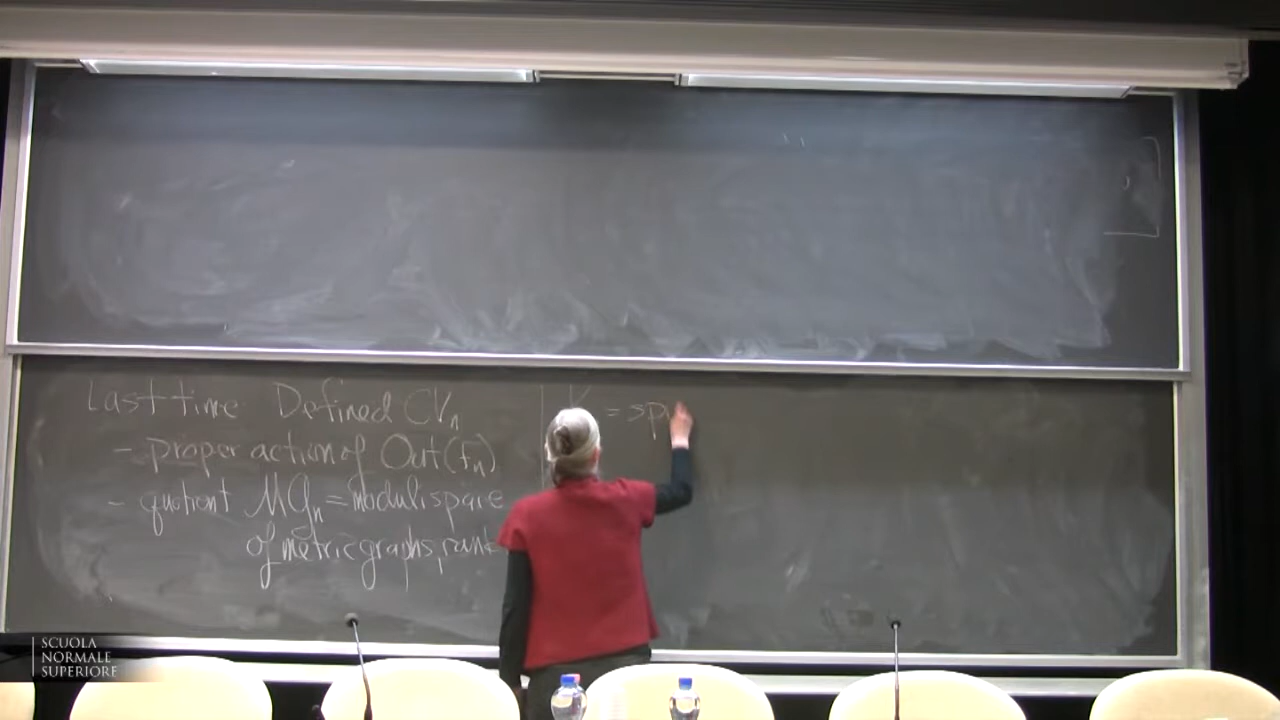 Last time Defined CVn
- proper action of Out(Fn)
- quotient MGn = moduli space
of metric graphs, rank
K = sp
SCUOLA
NORMALE
SUPERIORE